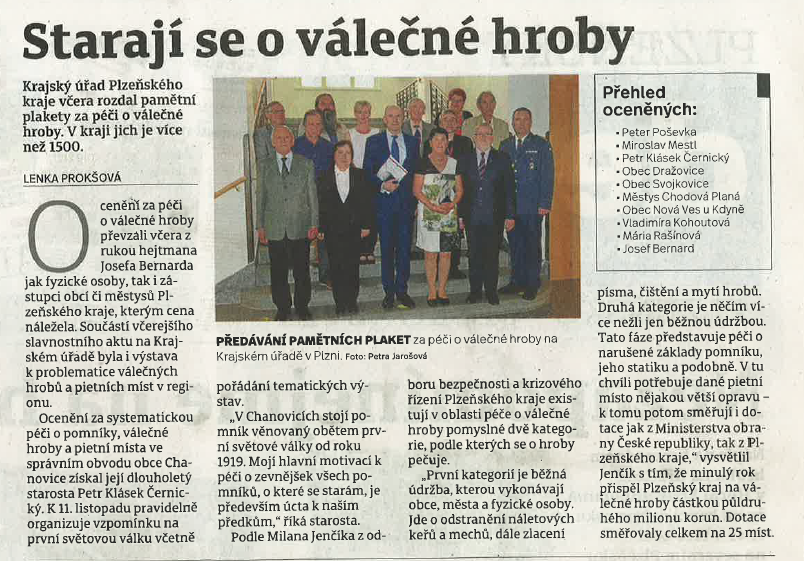 Starají se o válečné hroby
Krajský úřad Plzeňského
kraje včera rozdal pamětní
plakety za péči o válečné
hroby. V kraji jich je více
než 1500.
LENKA PROKŠOVÁ
Ocenění za péči
o válečné hroby
převzali včera z
rukou hejtmana
Josefa Bernarda
jak fyzické osoby, tak i zá-
stupci obcí či městysů Pl-
zeňského kraje, kterým cena
náležela. Součástí včerejšího
slavnostního aktu na Kraj-
ském úřadě byla i výstava
k problematice válečných
hrobů a pietních míst v regi-
onu.
Ocenění za systematickou
péči o pomníky, válečné
hroby a pietní místa ve
správním obvodu obce Cha-
novice získal její dlouholetý
starosta Petr Klásek Černic-
ký. K 11. listopadu pravidelně
organizuje vzpomínku na
první světovou válku včetně
PŘEDÁVÁNÍ PAMĚTNÍCH PLAKET za péči o válečné hroby na
Krajském úřadě v Plzni. Foto: Petra Jarošová
pořádání tematických vý-
stav.
„V Chanovicích stojí po-
mník věnovaný obětem prv-
ní světové války od roku
1919. Mojí hlavní motivací k
péči o zevnějšek všech po-
mníků, o které se starám, je
především úcta k našim
předkům,“ říká starosta.
Podle Milana Jenčíka z od-
boru bezpečnosti a krizového
řízení Plzeňského kraje exis-
tují v oblasti péče o válečné
hroby pomyslné dvě katego-
rie, podle kterých se o hroby
pečuje.
„První kategorií je běžná
údržba, kterou vykonávají
obce, města a fyzické osoby.
Jde o odstranění náletových
keřů a mechů, dále zlacení
Přehled
oceněných:
• Peter Poševka
• Miroslav Mestl
• Petr Klásek Černický
• Obec Dražovice
• Obec Svojkovice
• Městys Chodová Planá
• Obec Nová Ves u Kdyně
• Vladimíra Kohoutová
• Mária Rašínová
• Josef Bernard
písma, čištění a mytí hrobů.
Druhá kategorie je něčím ví-
ce nežli jen běžnou údržbou.
Tato fáze představuje péči o
narušené základy pomníku,
jeho statiku a podobně. V tu
chvíli potřebuje dané pietní
místo nějakou větší opravu –
k tomu potom směřují i do-
tace jak z Ministerstva obra-
ny České republiky, tak z Pl-
zeňského kraje,“ vysvětlil
Jenčík s tím, že minulý rok
přispěl Plzeňský kraj na vá-
lečné hroby částkou půldru-
hého milionu korun. Dotace
směřovaly celkem na 25 míst.